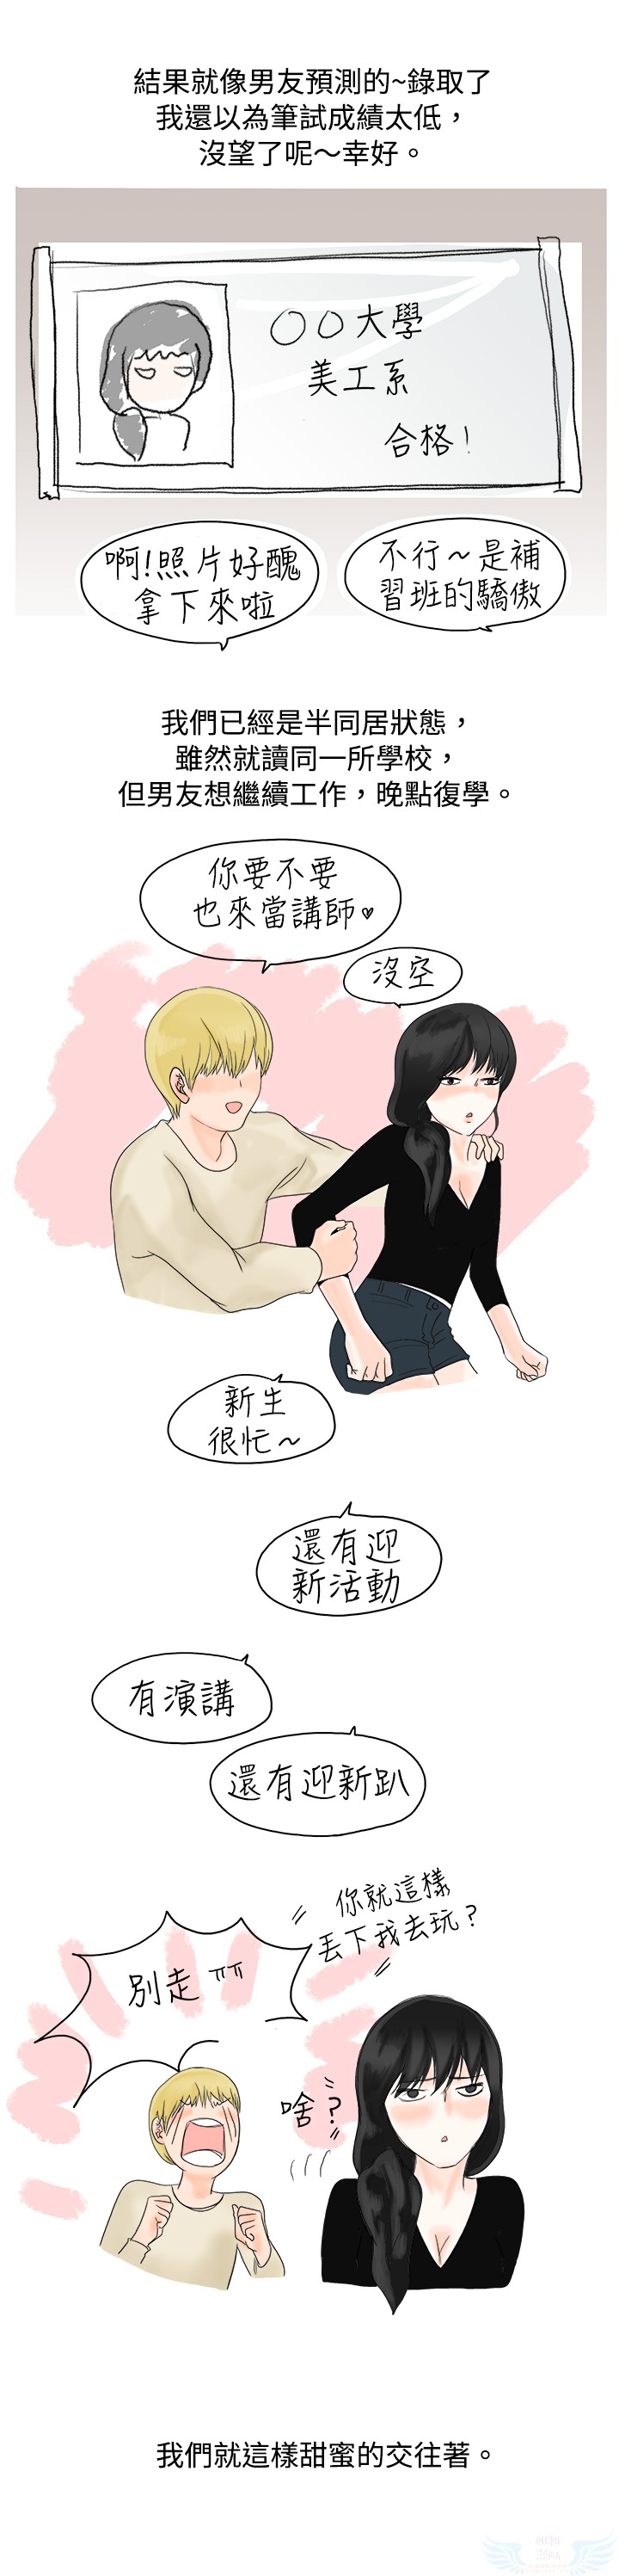 結果就像男友預測的~錄取了
我還以為筆試成績太低，
沒望了呢～幸好。
〇〇大學
美工系
合格！
啊!照片好醜
拿下來啦
不行～是補
習班的驕傲
我們已經是半同居狀態，
雖然就讀同一所學校，
但男友想繼續工作，晚點復學。
你要不要
也來當講師♥
沒空
新生
很忙～
還有迎
新活動
有演講
還有迎新趴
你就這樣
丟下我去玩？
別走ㅠㅠ
啥？
我們就這樣甜蜜的交往著。